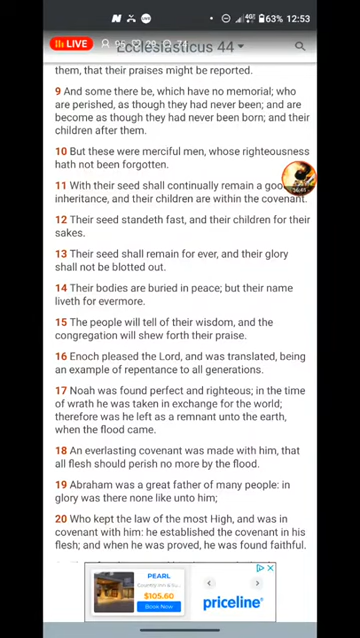 4G 63% 12:53
LIVE
Ecclesiasticus 44
them, that their praises might be reported.
9 And some there be, which have no memorial; who
are perished, as though they had never been; and are
become as though they had never been born; and their
children after them.
10 But these were merciful men, whose righteousness
hath not been forgotten.
11 With their seed shall continually remain a good
inheritance, and their children are within the covenant.
56:41
12 Their seed standeth fast, and their children for their
sakes.
13 Their seed shall remain for ever, and their glory
shall not be blotted out.
14 Their bodies are buried in peace; but their name
liveth for evermore.
15 The people will tell of their wisdom, and the
congregation will shew forth their praise.
16 Enoch pleased the Lord, and was translated, being
an example of repentance to all generations.
17 Noah was found perfect and righteous; in the time
of wrath he was taken in exchange for the world;
therefore was he left as a remnant unto the earth,
when the flood came.
18 An everlasting covenant was made with him, that
all flesh should perish no more by the flood.
19 Abraham was a great father of many people: in
glory was there none like unto him;
20 Who kept the law of the most High, and was in
covenant with him: he established the covenant in his
flesh; and when he was proved, he was found faithful.
PEARL
Country Inn & Su...
$105.60
Book Now
priceline®